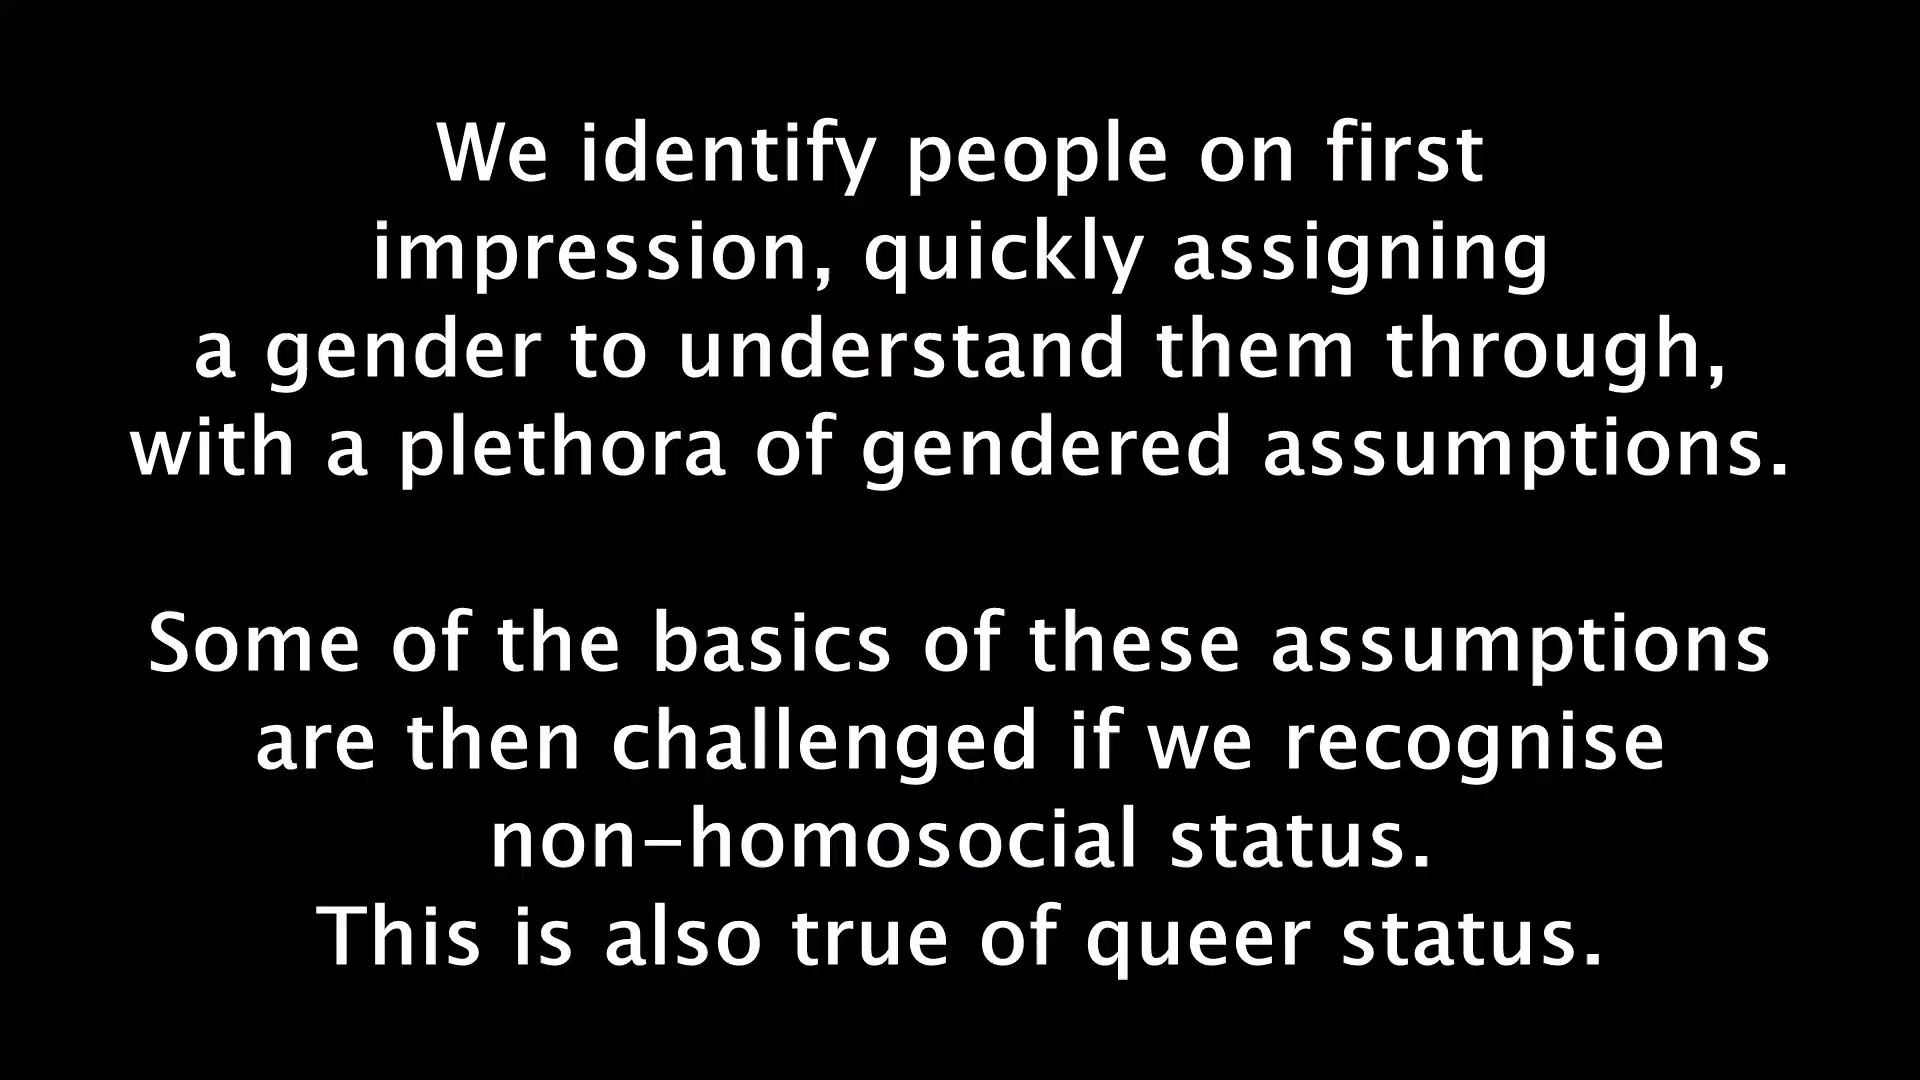 We identify people on first
impression, quickly assigning
a gender to understand them through,
with a plethora of gendered assumptions.
Some of the basics of these assumptions
are then challenged if we recognise
non-homosocial status.
This is also true of queer status.